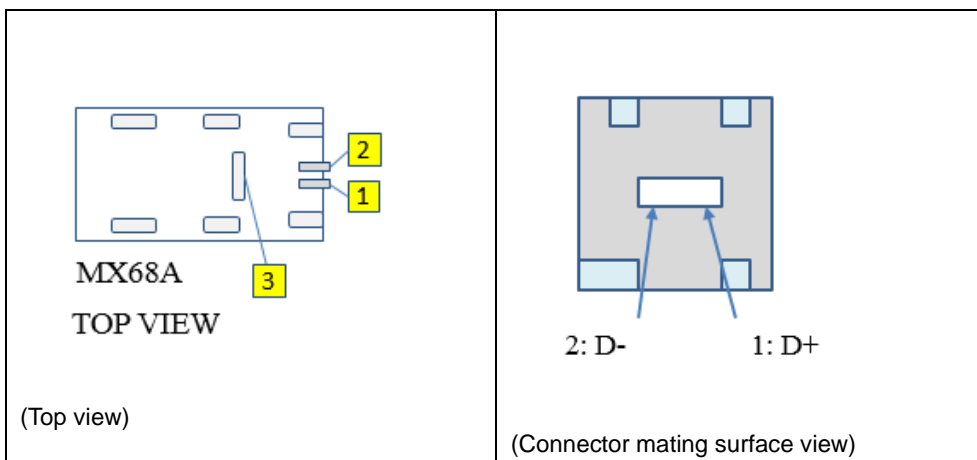 2
1
3
MX68A
TOP VIEW
(Top view)
2: D-
1: D+
(Connector mating surface view)